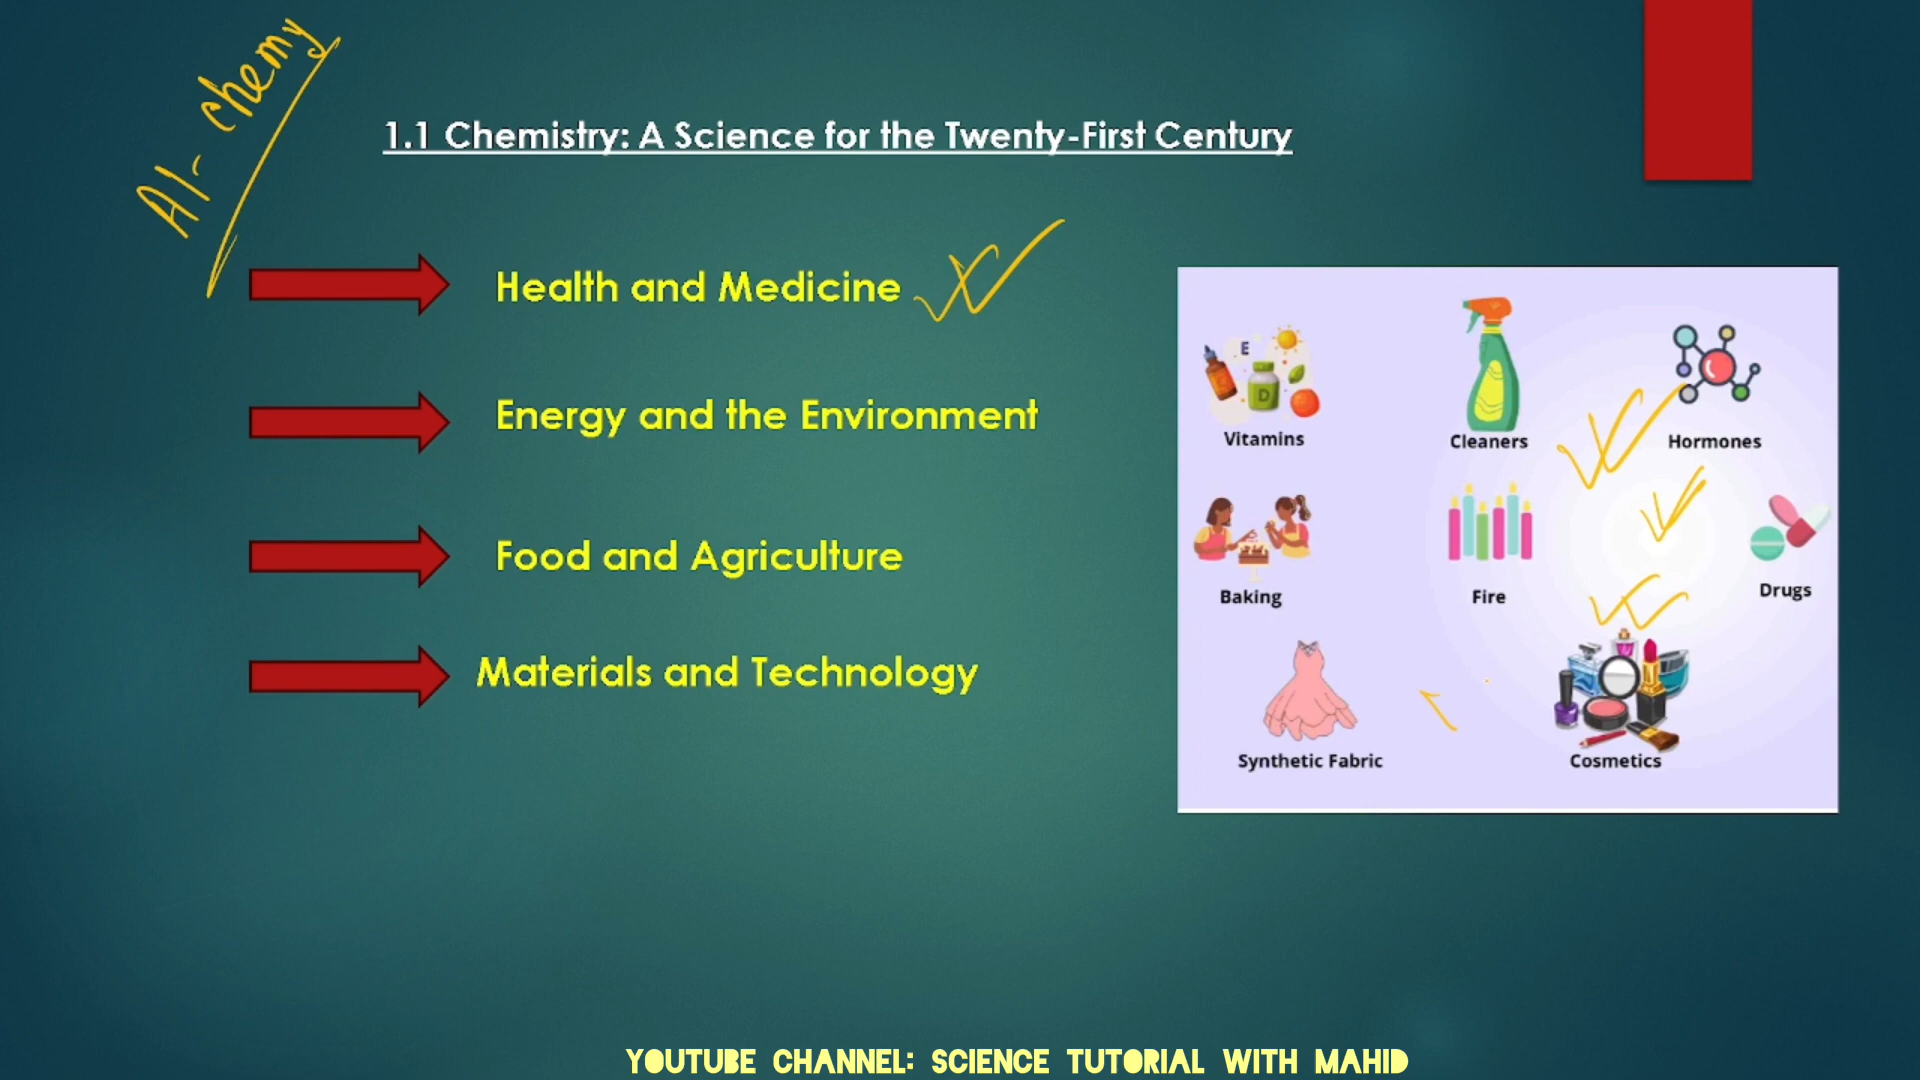 Al- chemy
1.1 Chemistry: A Science for the Twenty-First Century
Health and Medicine
Energy and the Environment
Food and Agriculture
Materials and Technology
E
D
Vitamins
Cleaners
Hormones
Baking
Fire
Drugs
Synthetic Fabric
Cosmetics
YOUTUBE CHANNEL: SCIENCE TUTORIAL WITH MAHID